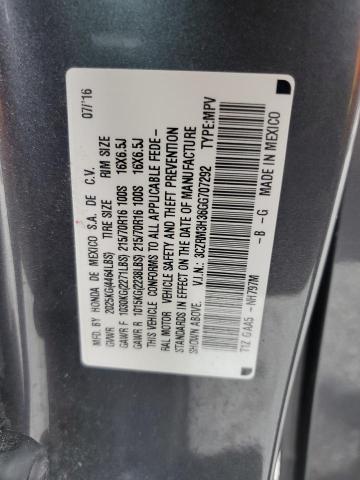 MFD. BY HONDA DE MEXICO S.A. DE C.V. 07/'16
GVWR 2025KG(4464LBS) TIRE SIZE RIM SIZE
GAWR F 1030KG(2271LBS) 215/70R16 100S 16X6.5J
GAWR R 1015KG(2238LBS) 215/70R16 100S 16X6.5J
THIS VEHICLE CONFORMS TO ALL APPLICABLE FEDE-
RAL MOTOR VEHICLE SAFETY AND THEFT PREVENTION
STANDARDS IN EFFECT ON THE DATE OF MANUFACTURE
SHOWN ABOVE.
V.I.N.: 3CZRM3H36GG707292 TYPE:MPV
T1Z GAA5 -NH797M -B -G MADE IN MEXICO